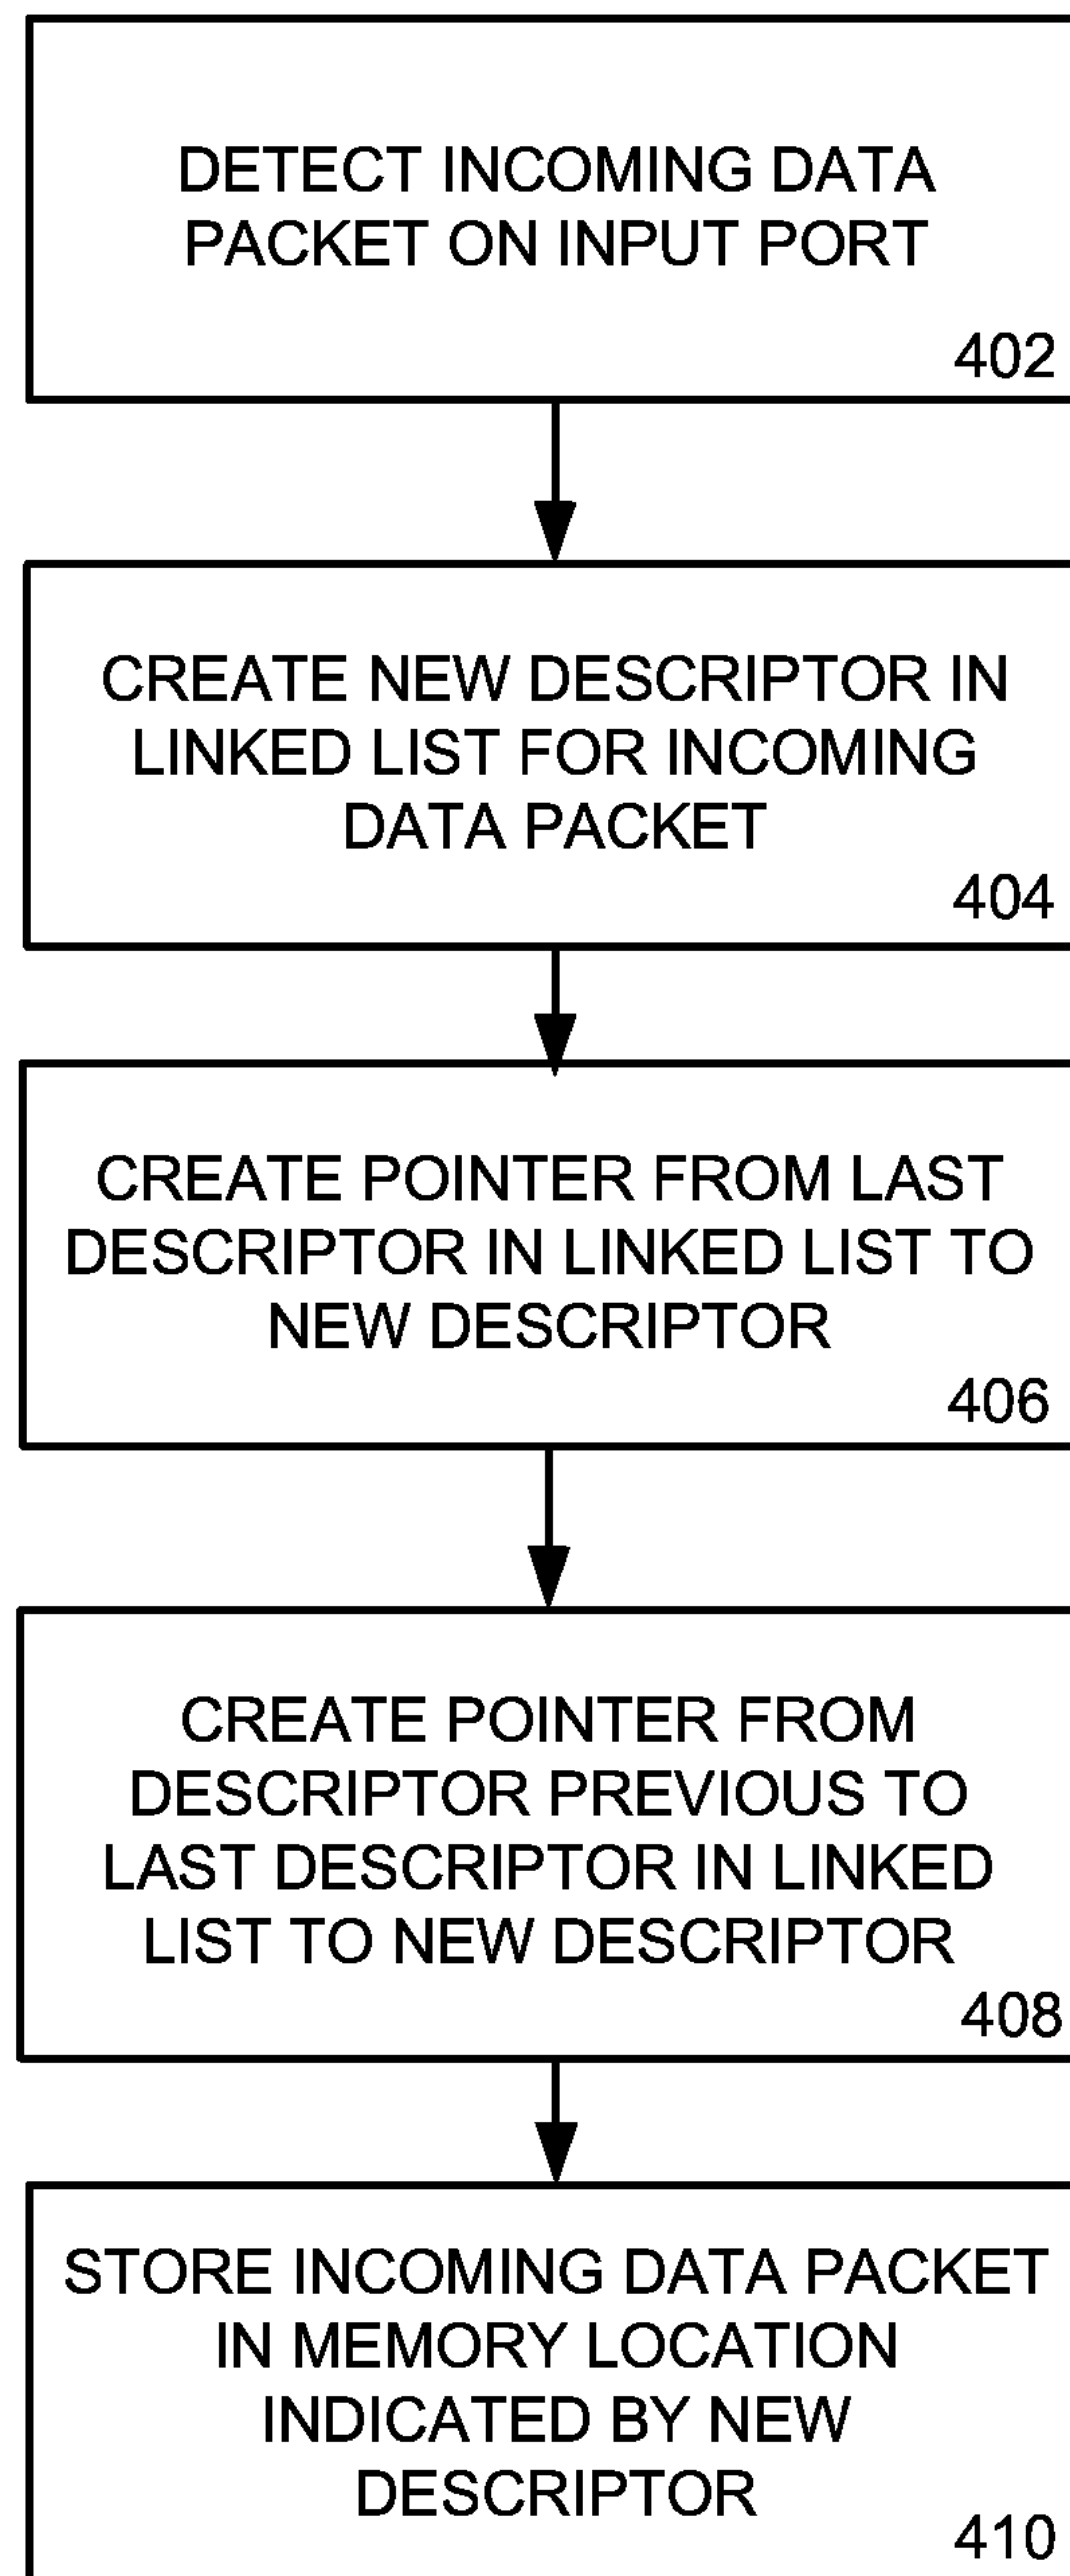 DETECT INCOMING DATA
PACKET ON INPUT PORT
402
CREATE NEW DESCRIPTOR IN
LINKED LIST FOR INCOMING
DATA PACKET
404
CREATE POINTER FROM LAST
DESCRIPTOR IN LINKED LIST TO
NEW DESCRIPTOR
406
CREATE POINTER FROM
DESCRIPTOR PREVIOUS TO
LAST DESCRIPTOR IN LINKED
LIST TO NEW DESCRIPTOR
408
STORE INCOMING DATA PACKET
IN MEMORY LOCATION
INDICATED BY NEW
DESCRIPTOR
410